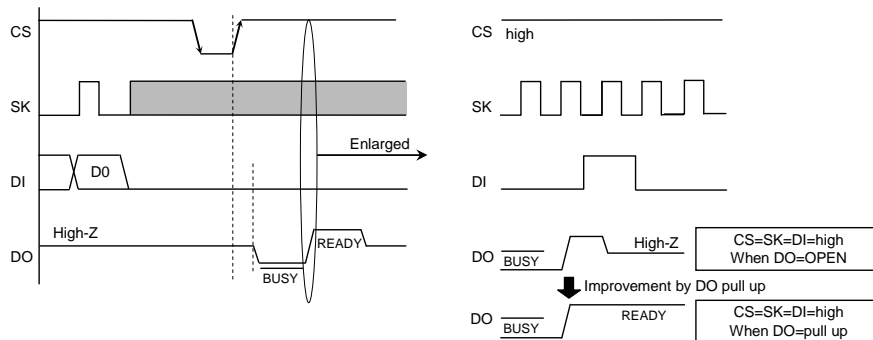 CS
SK
DI
D0
DO
High-Z
BUSY
READY
Enlarged
CS
high
SK
DI
DO
BUSY
High-Z
CS=SK=DI=high
When DO=OPEN
Improvement by DO pull up
DO
BUSY
READY
CS=SK=DI=high
When DO=pull up